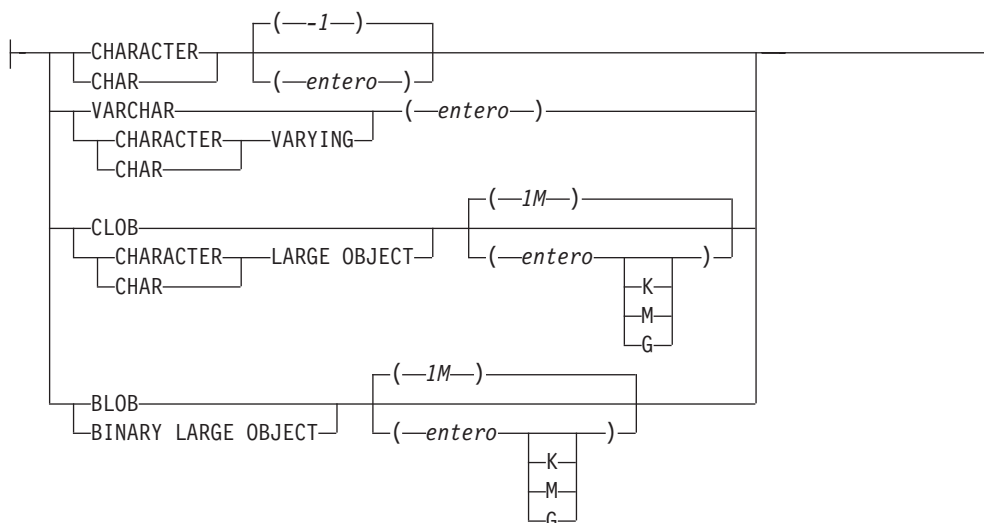 ( -1 )
CHARACTER
CHAR ( entero )
VARCHAR ( entero )
CHARACTER VARYING
CHAR
( 1M )
CLOB
CHARACTER LARGE OBJECT ( entero )
CHAR K
M
G
( 1M )
BLOB
BINARY LARGE OBJECT ( entero )
K
M
G